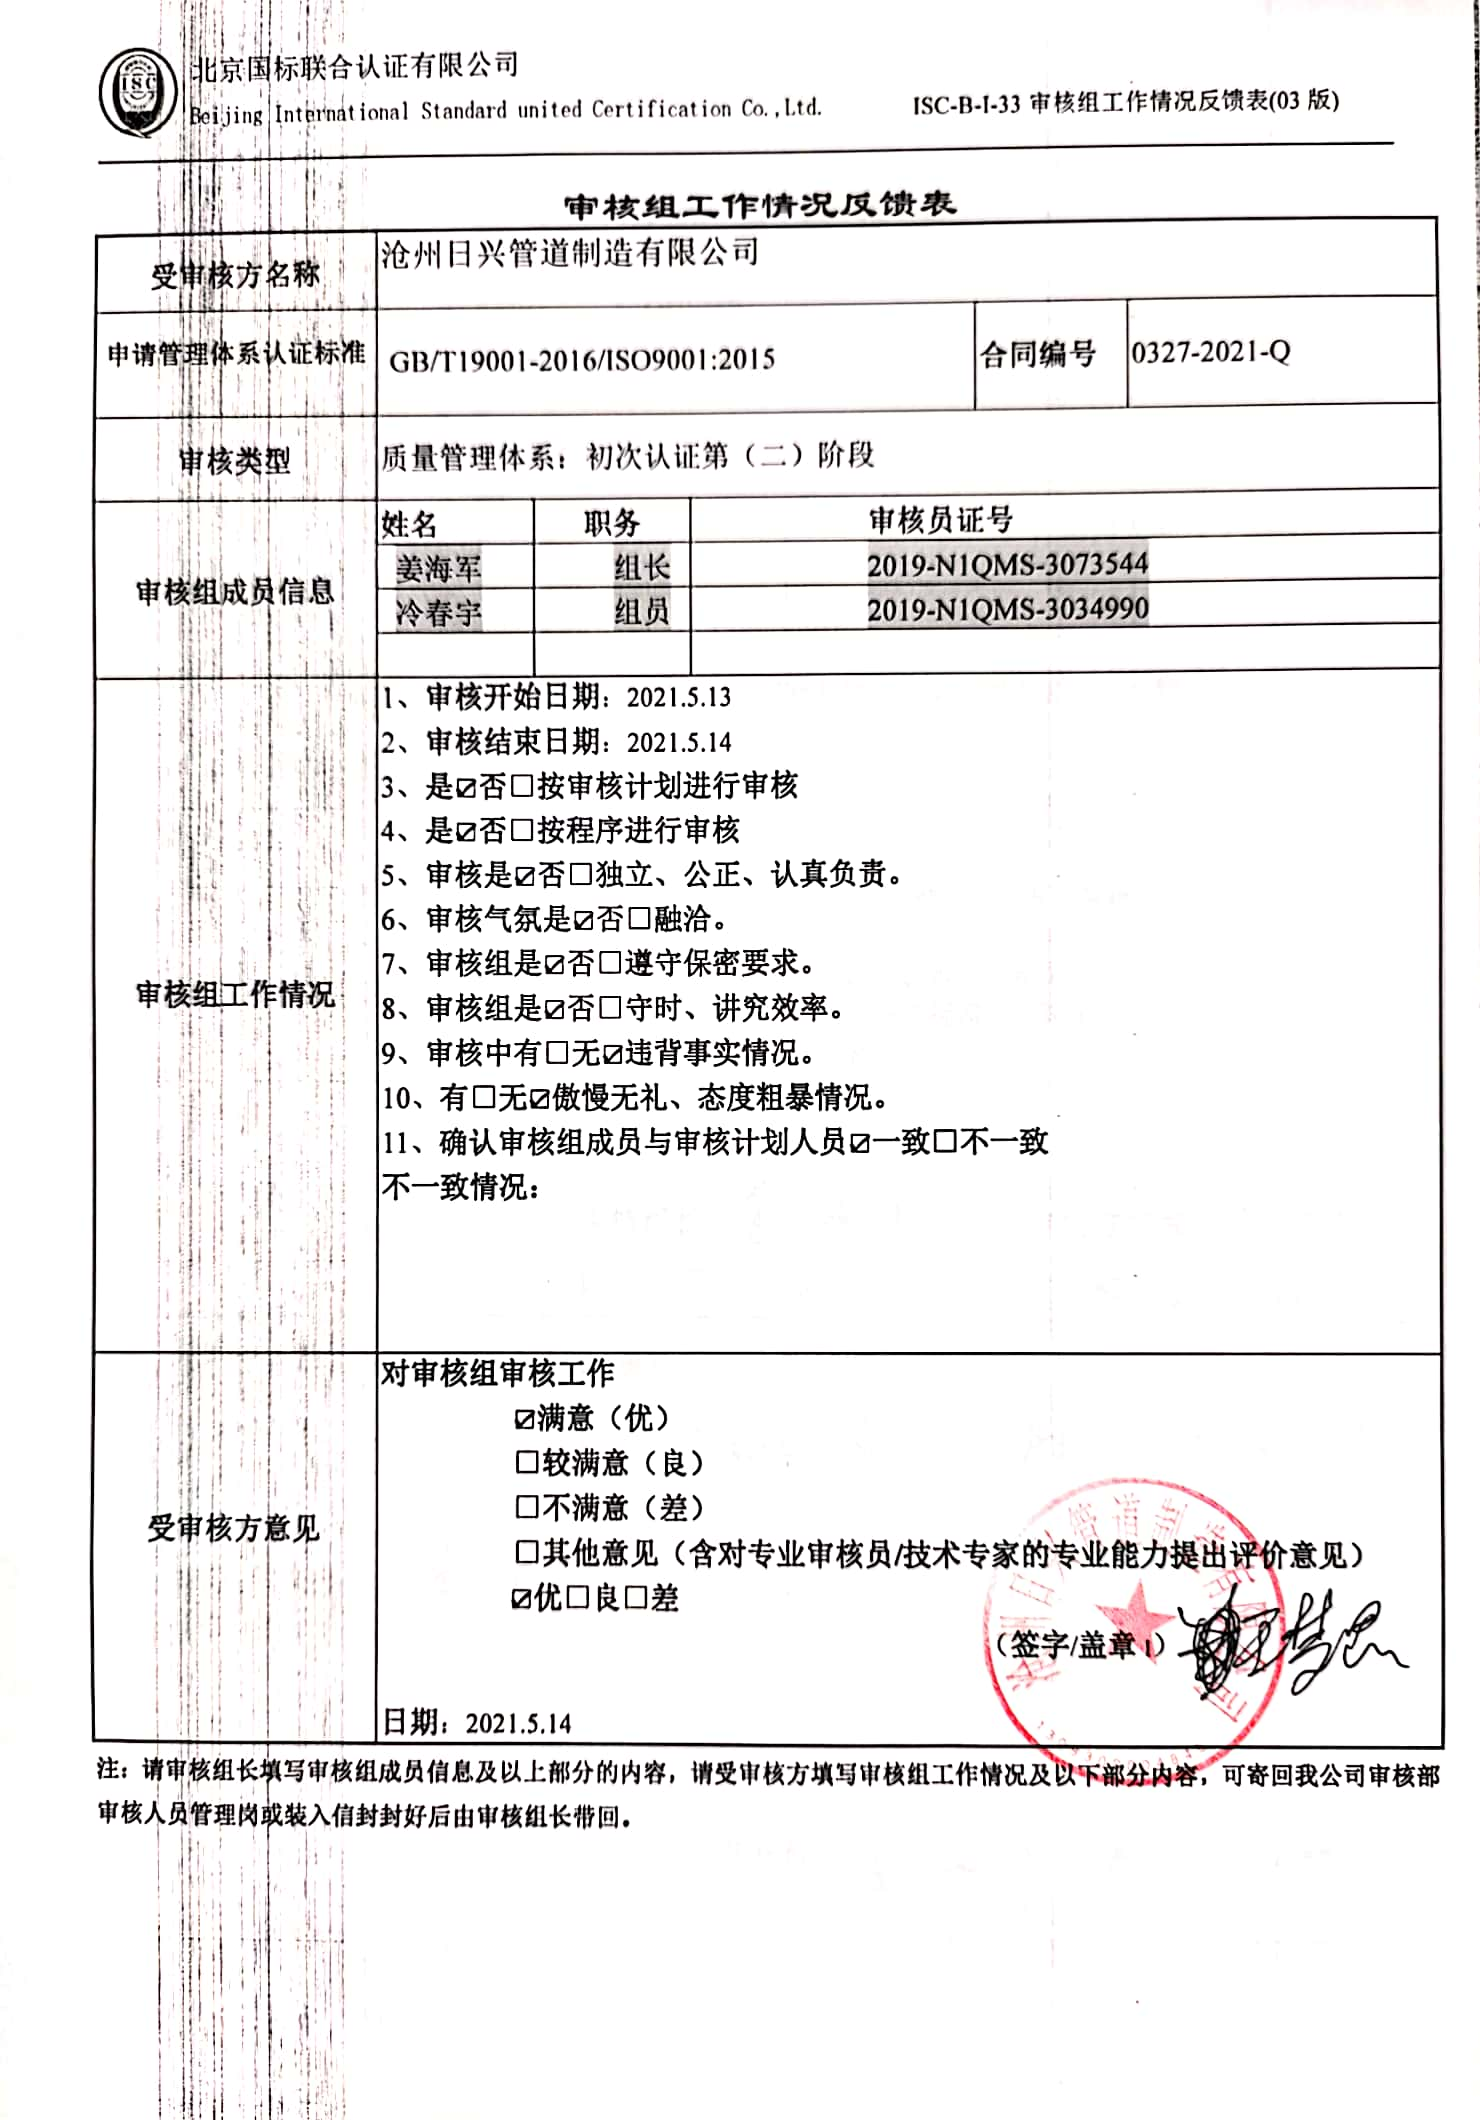 ISC
北京国标联合认证有限公司
Beijing International Standard united Certification Co.,Ltd.
ISC-B-I-33 审核组工作情况反馈表(03 版)
审核组工作情况反馈表
受审核方名称
沧州日兴管道制造有限公司
申请管理体系认证标准
GB/T19001-2016/ISO9001:2015
合同编号
0327-2021-Q
审核类型
质量管理体系：初次认证第（二）阶段
审核组成员信息
姓名 职务 审核员证号
姜海军 组长 2019-N1QMS-3073544
冷春宇 组员 2019-N1QMS-3034990
审核组工作情况
1、审核开始日期：2021.5.13
2、审核结束日期：2021.5.14
3、是☑否☐按审核计划进行审核
4、是☑否☐按程序进行审核
5、审核是☑否☐独立、公正、认真负责。
6、审核气氛是☑否☐融洽。
7、审核组是☑否☐遵守保密要求。
8、审核组是☑否☐守时、讲究效率。
9、审核中有☐无☑违背事实情况。
10、有☐无☑傲慢无礼、态度粗暴情况。
11、确认审核组成员与审核计划人员☑一致☐不一致
不一致情况：
受审核方意见
对审核组审核工作
☑满意（优）
☐较满意（良）
☐不满意（差）
☐其他意见（含对专业审核员/技术专家的专业能力提出评价意见）
☑优☐良☐差
（签字/盖章）
沧州日兴管道制造有限公司
日期：2021.5.14
注：请审核组长填写审核组成员信息及以上部分的内容，请受审核方填写审核组工作情况及以下部分内容，可寄回我公司审核部
审核人员管理岗或装入信封封好后由审核组长带回。